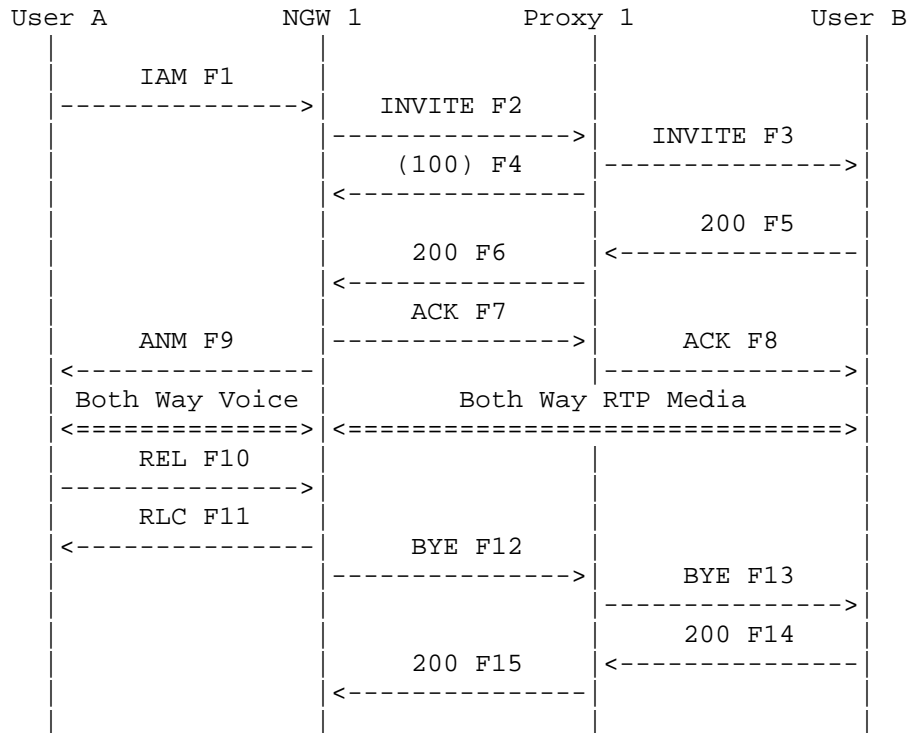 User A NGW 1 Proxy 1 User B
IAM F1
INVITE F2
INVITE F3
(100) F4
200 F5
200 F6
ACK F7
ANM F9 ACK F8
Both Way Voice Both Way RTP Media
REL F10
RLC F11
BYE F12
BYE F13
200 F14
200 F15